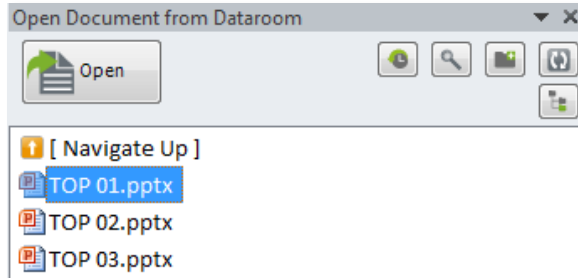 Open Document from Dataroom
Open
[ Navigate Up ]
TOP 01.pptx
TOP 02.pptx
TOP 03.pptx